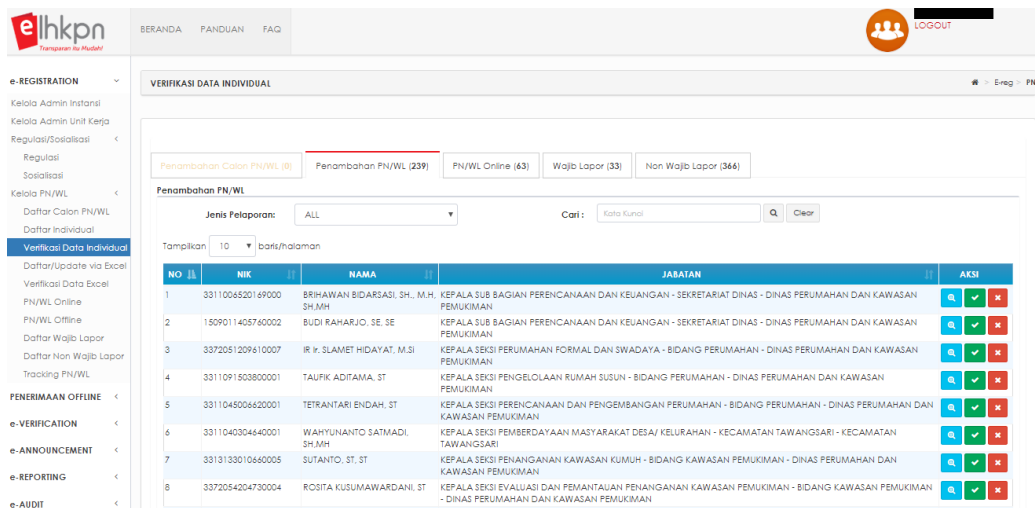 elhkpn
Transparan itu Mudah!
BERANDA PANDUAN FAQ
LOGOUT
e-REGISTRATION
Kelola Admin Instansi
Kelola Admin Unit Kerja
Regulasi/Sosialisasi
Regulasi
Sosialisasi
Kelola PN/WL
Daftar Calon PN/WL
Daftar Individual
Verifikasi Data Individual
Daftar/Update via Excel
Verifikasi Data Excel
PN/WL Online
PN/WL Offline
Daftar Wajib Lapor
Daftar Non Wajib Lapor
Tracking PN/WL
PENERIMAAN OFFLINE
e-VERIFICATION
e-ANNOUNCEMENT
e-REPORTING
e-AUDIT
VERIFIKASI DATA INDIVIDUAL > E-reg > PN
Penambahan Calon PN/WL (0) Penambahan PN/WL (239) PN/WL Online (63) Wajib Lapor (33) Non Wajib Lapor (366)
Penambahan PN/WL
Jenis Pelaporan: ALL Cari : Kata Kunci Clear
Tampilkan 10 baris/halaman
NO NIK NAMA JABATAN AKSI
1 3311006520169000 BRIHAWAN BIDARSASI, SH., M.H, KEPALA SUB BAGIAN PERENCANAAN DAN KEUANGAN - SEKRETARIAT DINAS - DINAS PERUMAHAN DAN KAWASAN
SH,MH PEMUKIMAN
2 1509011405760002 BUDI RAHARJO, SE, SE KEPALA SUB BAGIAN PERENCANAAN DAN KEUANGAN - SEKRETARIAT DINAS - DINAS PERUMAHAN DAN KAWASAN
PEMUKIMAN
3 3372051209610007 IR Ir. SLAMET HIDAYAT, M.Si KEPALA SEKSI PERUMAHAN FORMAL DAN SWADAYA - BIDANG PERUMAHAN - DINAS PERUMAHAN DAN KAWASAN
PEMUKIMAN
4 3311091503800001 TAUFIK ADITAMA, ST KEPALA SEKSI PENGELOLAAN RUMAH SUSUN - BIDANG PERUMAHAN - DINAS PERUMAHAN DAN KAWASAN
PEMUKIMAN
5 3311045006620001 TETRANTARI ENDAH, ST KEPALA SEKSI PERENCANAAN DAN PENGEMBANGAN PERUMAHAN - BIDANG PERUMAHAN - DINAS PERUMAHAN DAN
KAWASAN PEMUKIMAN
6 3311040304640001 WAHYUNANTO SATMADI, KEPALA SEKSI PEMBERDAYAAN MASYARAKAT DESA/ KELURAHAN - KECAMATAN TAWANGSARI - KECAMATAN
SH,MH TAWANGSARI
7 3313133010660005 SUTANTO, ST, ST KEPALA SEKSI PENANGANAN KAWASAN KUMUH - BIDANG KAWASAN PEMUKIMAN - DINAS PERUMAHAN DAN
KAWASAN PEMUKIMAN
8 3372054204730004 ROSITA KUSUMAWARDANI, ST KEPALA SEKSI EVALUASI DAN PEMANTAUAN PENANGANAN KAWASAN PEMUKIMAN - BIDANG KAWASAN PEMUKIMAN
- DINAS PERUMAHAN DAN KAWASAN PEMUKIMAN